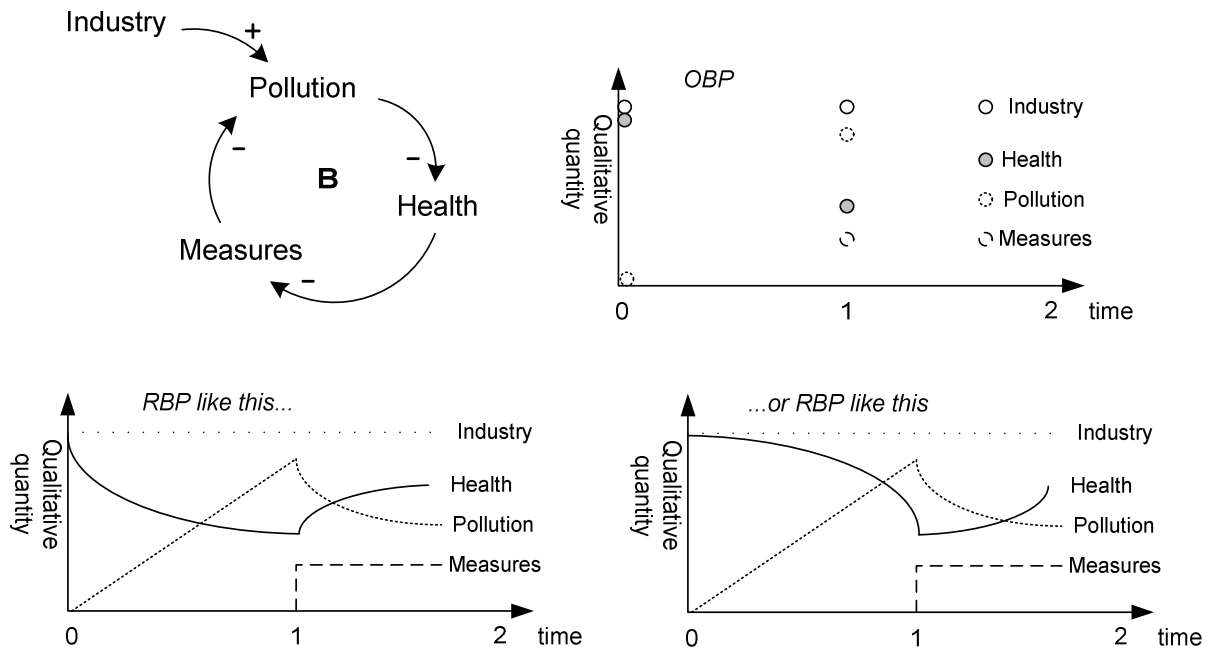 Industry
+
Pollution
−
−
B
Health
Measures
−
OBP
Qualitative
quantity
Industry
Health
Pollution
Measures
0
1
2
time
RBP like this...
Qualitative
quantity
Industry
Health
Pollution
Measures
0
1
2
time
...or RBP like this
Qualitative
quantity
Industry
Health
Pollution
Measures
0
1
2
time